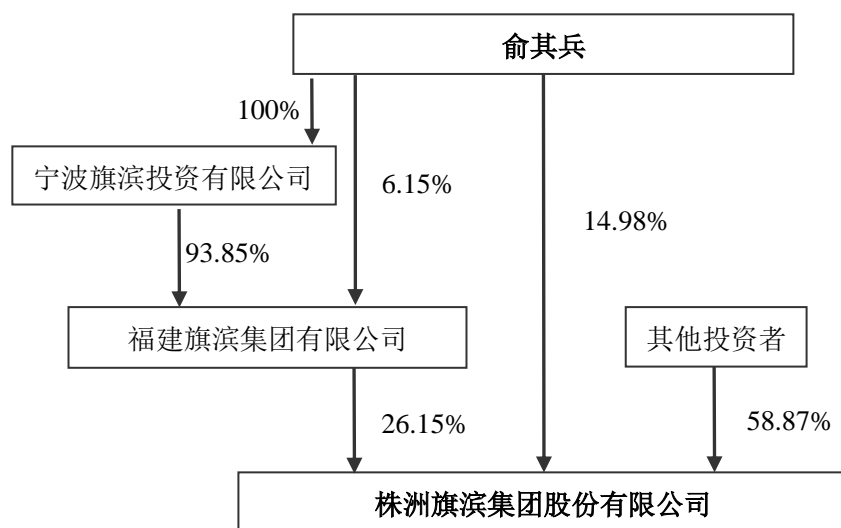 俞其兵
100%
宁波旗滨投资有限公司
6.15%
14.98%
93.85%
福建旗滨集团有限公司
其他投资者
26.15%
58.87%
株洲旗滨集团股份有限公司